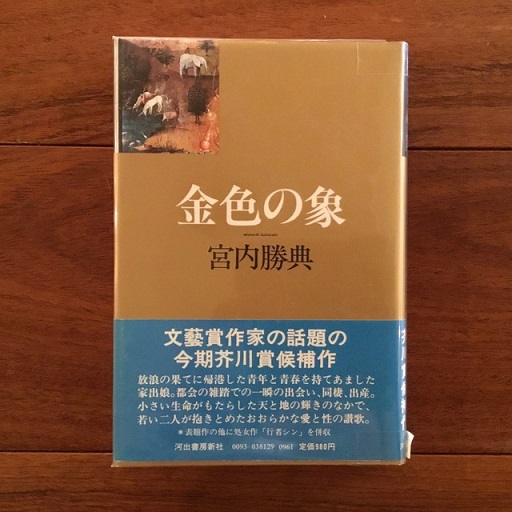 金色の象
宮内勝典
文藝賞作家の話題の
今期芥川賞候補作
放浪の果てに帰港した青年と青春を持てあました
家出娘。都会の雑踏での一瞬の出会い、同棲、出産。
小さい生命がもたらした天と地の輝きのなかで、
若い二人が抱きとめたおおらかな愛と性の讃歌。
*表題作の他に処女作「行者シン」を併収
河出書房新社 0093-038129-0961 定価980円